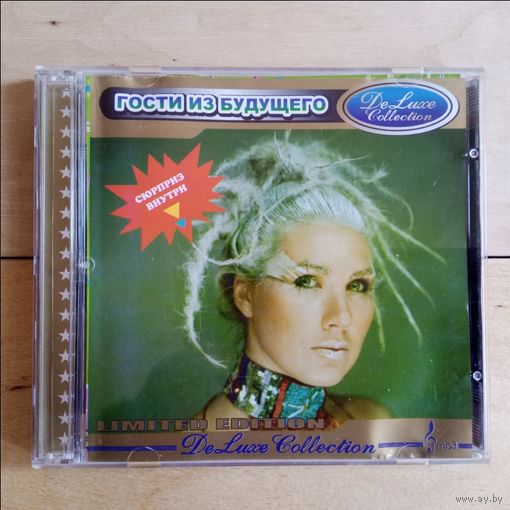 ГОСТИ ИЗ БУДУЩЕГО
DeLuxe
Collection
СЮРПРИЗ
ВНУТРИ
LIMITED EDITION
DeLuxe Collection
mp3
www.ay.by